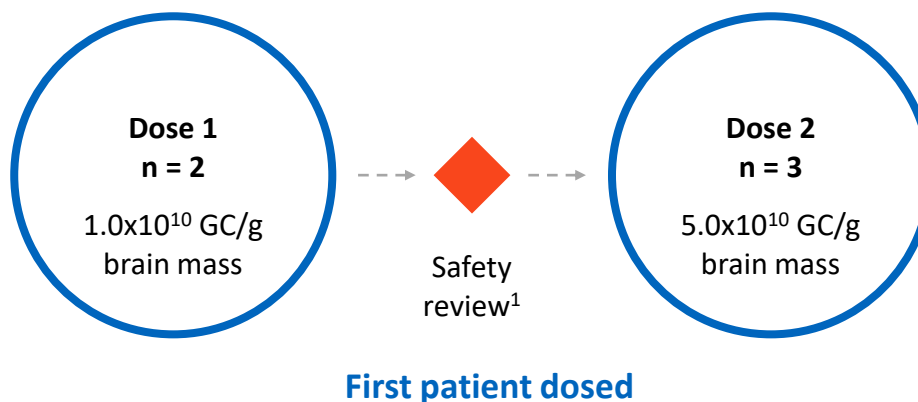 Dose 1
n = 2
1.0x10¹⁰ GC/g
brain mass
Safety
review¹
Dose 2
n = 3
5.0x10¹⁰ GC/g
brain mass
First patient dosed